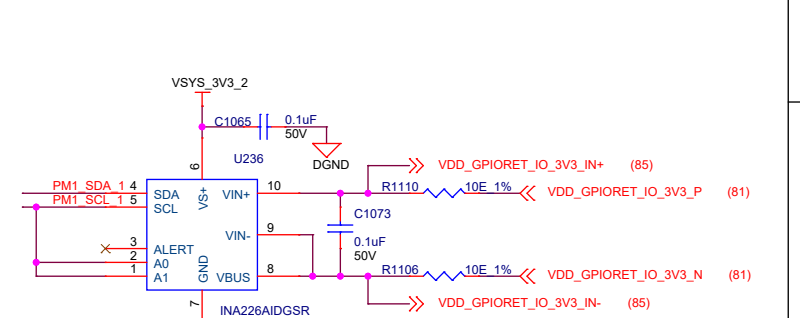 VSYS_3V3_2
C1065
0.1uF
50V
DGND
U236
6
VS+
PM1_SDA_1 4 SDA
PM1_SCL_1 5 SCL
3 ALERT
2 A0
1 A1
GND
7
VIN+ 10
VIN- 9
VBUS 8
INA226AIDGSR
VDD_GPIORET_IO_3V3_IN+ (85)
R1110 10E_1% VDD_GPIORET_IO_3V3_P (81)
C1073
0.1uF
50V
R1106 10E_1% VDD_GPIORET_IO_3V3_N (81)
VDD_GPIORET_IO_3V3_IN- (85)